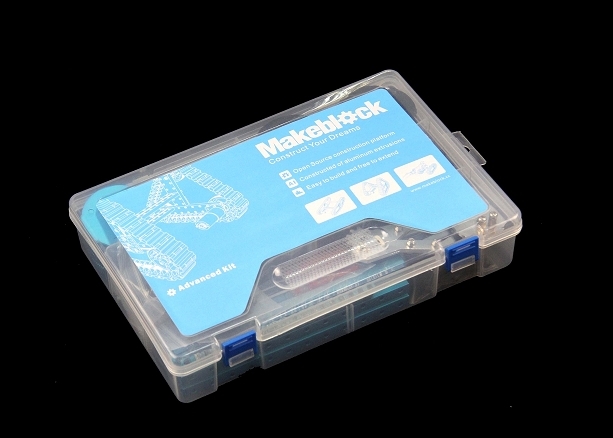 Makeblock
Construct Your Dreams
Open Source construction platform
Constructed of aluminum extrusions
Easy to build and free to extend
Advanced Kit